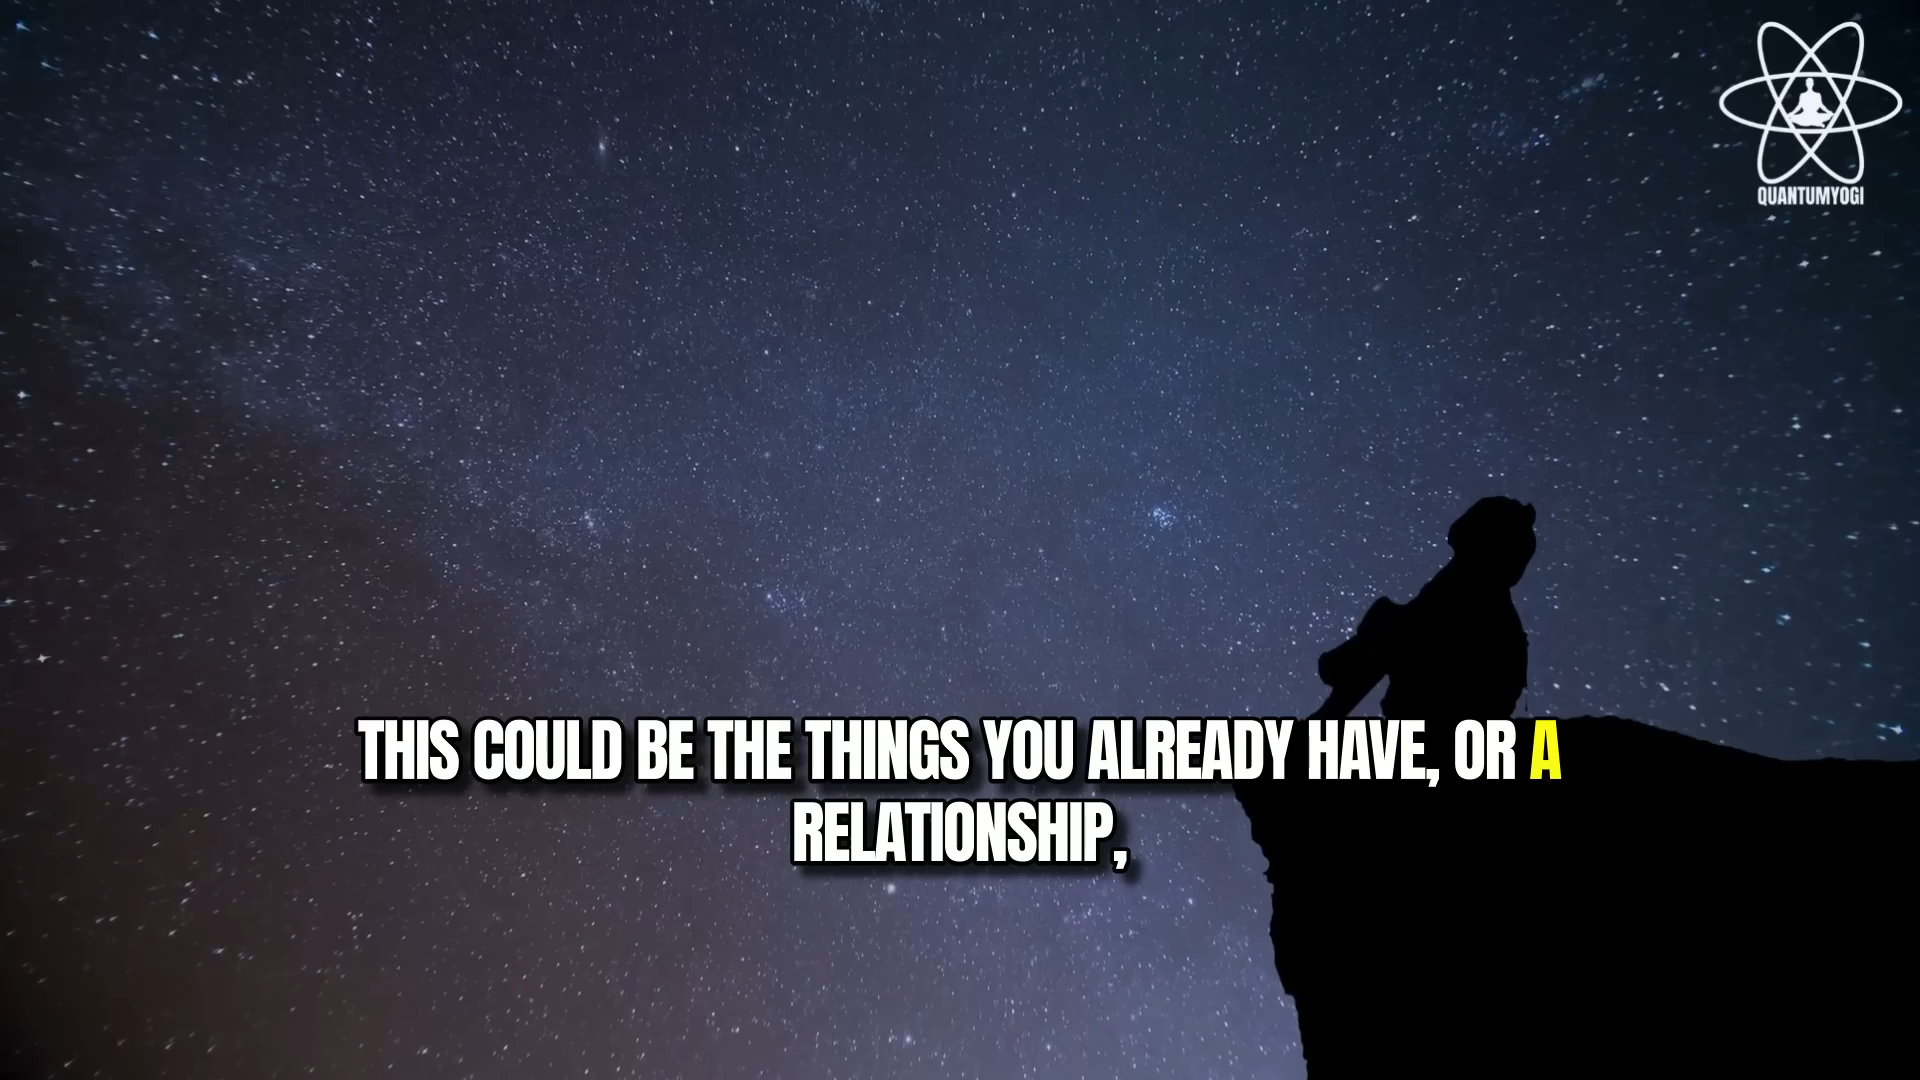 QUANTUMYOGI
THIS COULD BE THE THINGS YOU ALREADY HAVE, OR A
RELATIONSHIP,